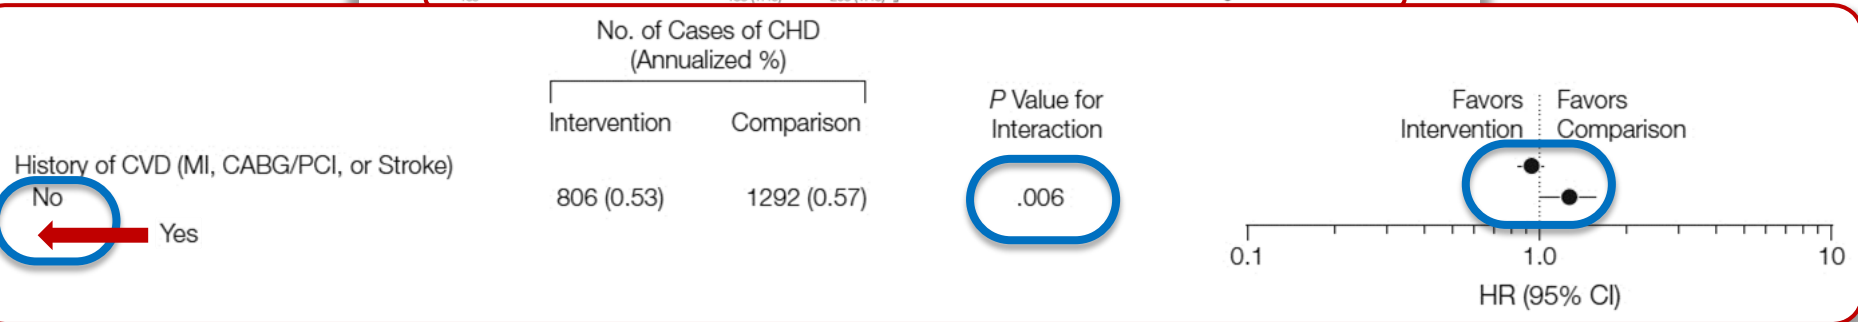 No. of Cases of CHD
(Annualized %)
Intervention
Comparison
P Value for
Interaction
Favors
Intervention
Favors
Comparison
History of CVD (MI, CABG/PCI, or Stroke)
No
806 (0.53)
1292 (0.57)
.006
Yes
0.1
1.0
10
HR (95% CI)